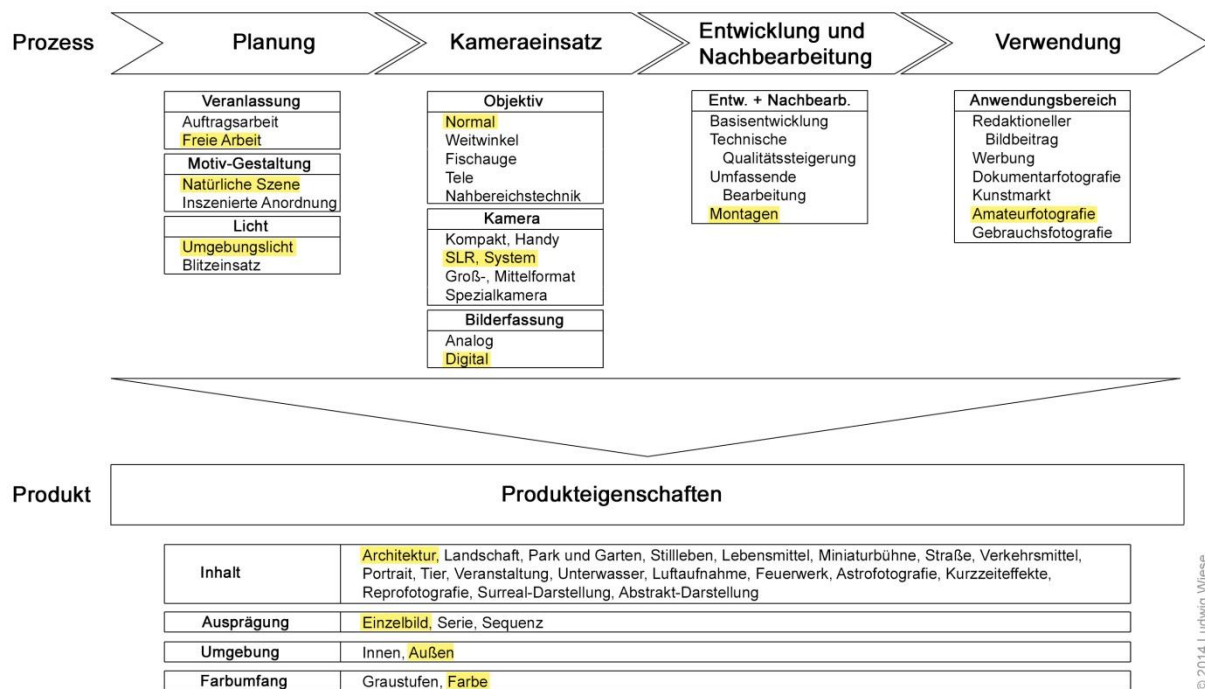 Prozess
Planung
Kameraeinsatz
Entwicklung und
Nachbearbeitung
Verwendung
Veranlassung
Auftragsarbeit
Freie Arbeit
Motiv-Gestaltung
Natürliche Szene
Inszenierte Anordnung
Licht
Umgebungslicht
Blitzeinsatz
Objektiv
Normal
Weitwinkel
Fischauge
Tele
Nahbereichstechnik
Kamera
Kompakt, Handy
SLR, System
Groß-, Mittelformat
Spezialkamera
Bilderfassung
Analog
Digital
Entw. + Nachbearb.
Basisentwicklung
Technische
Qualitätssteigerung
Umfassende
Bearbeitung
Montagen
Anwendungsbereich
Redaktioneller
Bildbeitrag
Werbung
Dokumentarfotografie
Kunstmarkt
Amateurfotografie
Gebrauchsfotografie
Produkt
Produkteigenschaften
Inhalt
Architektur, Landschaft, Park und Garten, Stillleben, Lebensmittel, Miniaturbühne, Straße, Verkehrsmittel,
Portrait, Tier, Veranstaltung, Unterwasser, Luftaufnahme, Feuerwerk, Astrofotografie, Kurzzeiteffekte,
Reprofotografie, Surreal-Darstellung, Abstrakt-Darstellung
Ausprägung
Einzelbild, Serie, Sequenz
Umgebung
Innen, Außen
Farbumfang
Graustufen, Farbe
© 2014 Ludwig Wiese